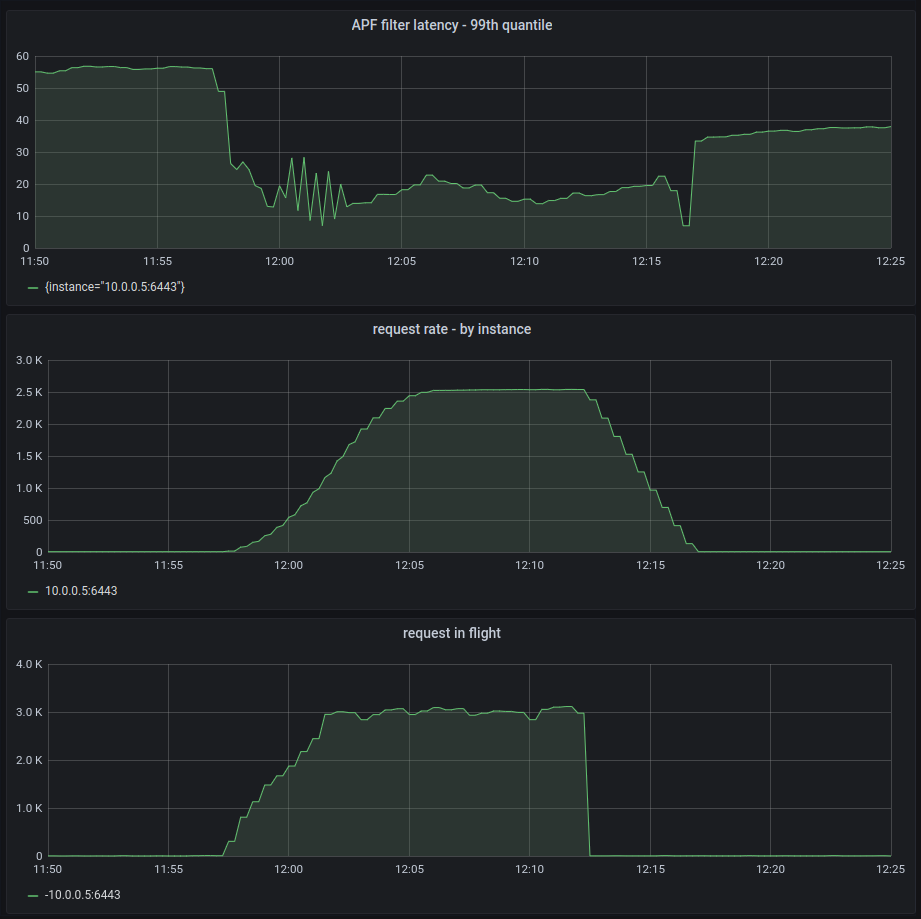 APF filter latency - 99th quantile
60
50
40
30
20
10
0
11:50 11:55 12:00 12:05 12:10 12:15 12:20 12:25
{instance="10.0.0.5:6443"}
request rate - by instance
3.0 K
2.5 K
2.0 K
1.5 K
1.0 K
500
0
11:50 11:55 12:00 12:05 12:10 12:15 12:20 12:25
10.0.0.5:6443
request in flight
4.0 K
3.0 K
2.0 K
1.0 K
0
11:50 11:55 12:00 12:05 12:10 12:15 12:20 12:25
-10.0.0.5:6443